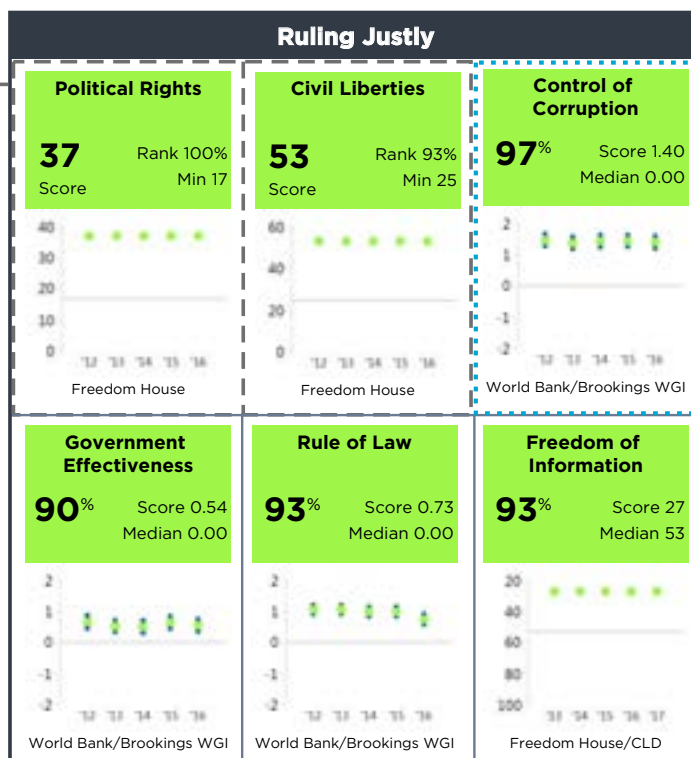 Ruling Justly
Political Rights
37
Score
Rank 100%
Min 17
40
30
20
10
0
'12 '13 '14 '15 '16
Freedom House
Civil Liberties
53
Score
Rank 93%
Min 25
60
40
20
0
'12 '13 '14 '15 '16
Freedom House
Control of
Corruption
97%
Score 1.40
Median 0.00
2
1
0
-1
-2
'12 '13 '14 '15 '16
World Bank/Brookings WGI
Government
Effectiveness
90%
Score 0.54
Median 0.00
2
1
0
-1
-2
'12 '13 '14 '15 '16
World Bank/Brookings WGI
Rule of Law
93%
Score 0.73
Median 0.00
2
1
0
-1
-2
'12 '13 '14 '15 '16
World Bank/Brookings WGI
Freedom of
Information
93%
Score 27
Median 53
20
40
60
80
100
'13 '14 '15 '16 '17
Freedom House/CLD